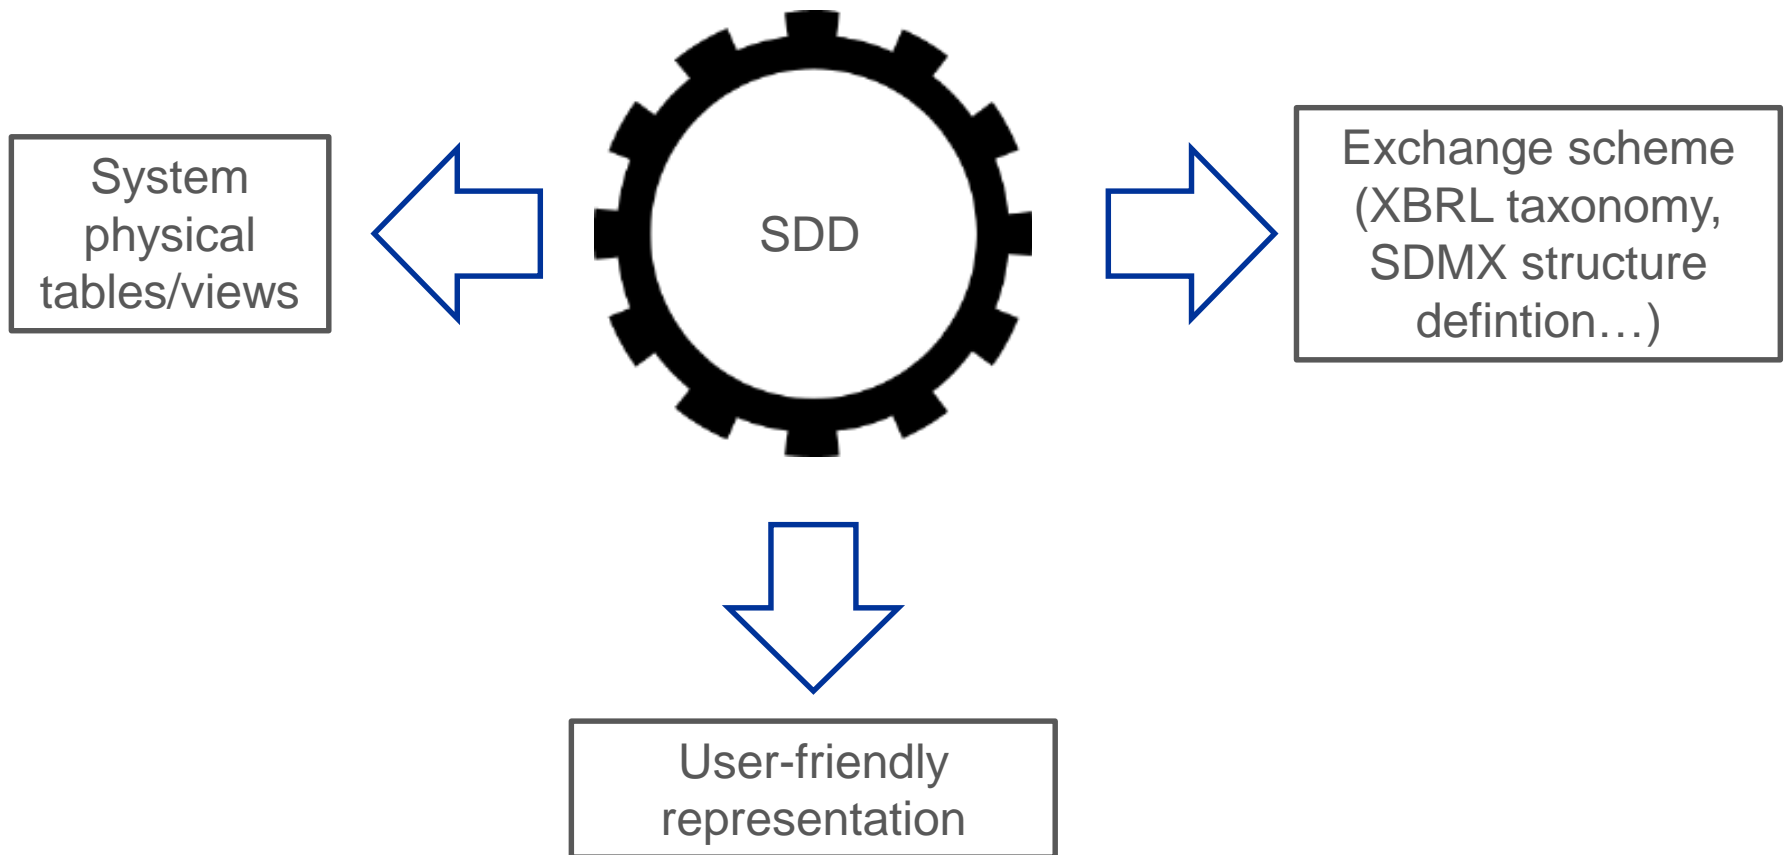 System
physical
tables/views
SDD
Exchange scheme
(XBRL taxonomy,
SDMX structure
defintion…)
User-friendly
representation